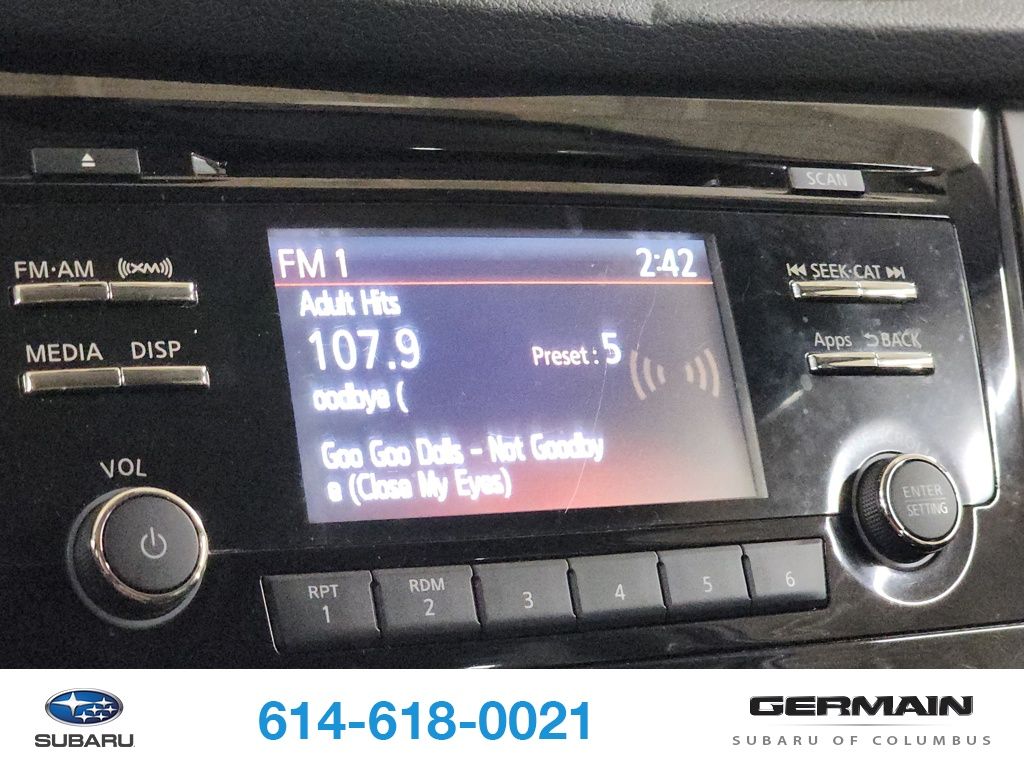 SCAN
FM·AM
((XM))
SEEK·CAT
MEDIA
DISP
Apps
BACK
FM 1
2:42
Adult Hits
107.9
Preset : 5
oodbye (
Goo Goo Dolls - Not Goodby
e (Close My Eyes)
VOL
ENTER
SETTING
RPT
1
RDM
2
3
4
5
6
SUBARU
614-618-0021
GERMAIN
SUBARU OF COLUMBUS